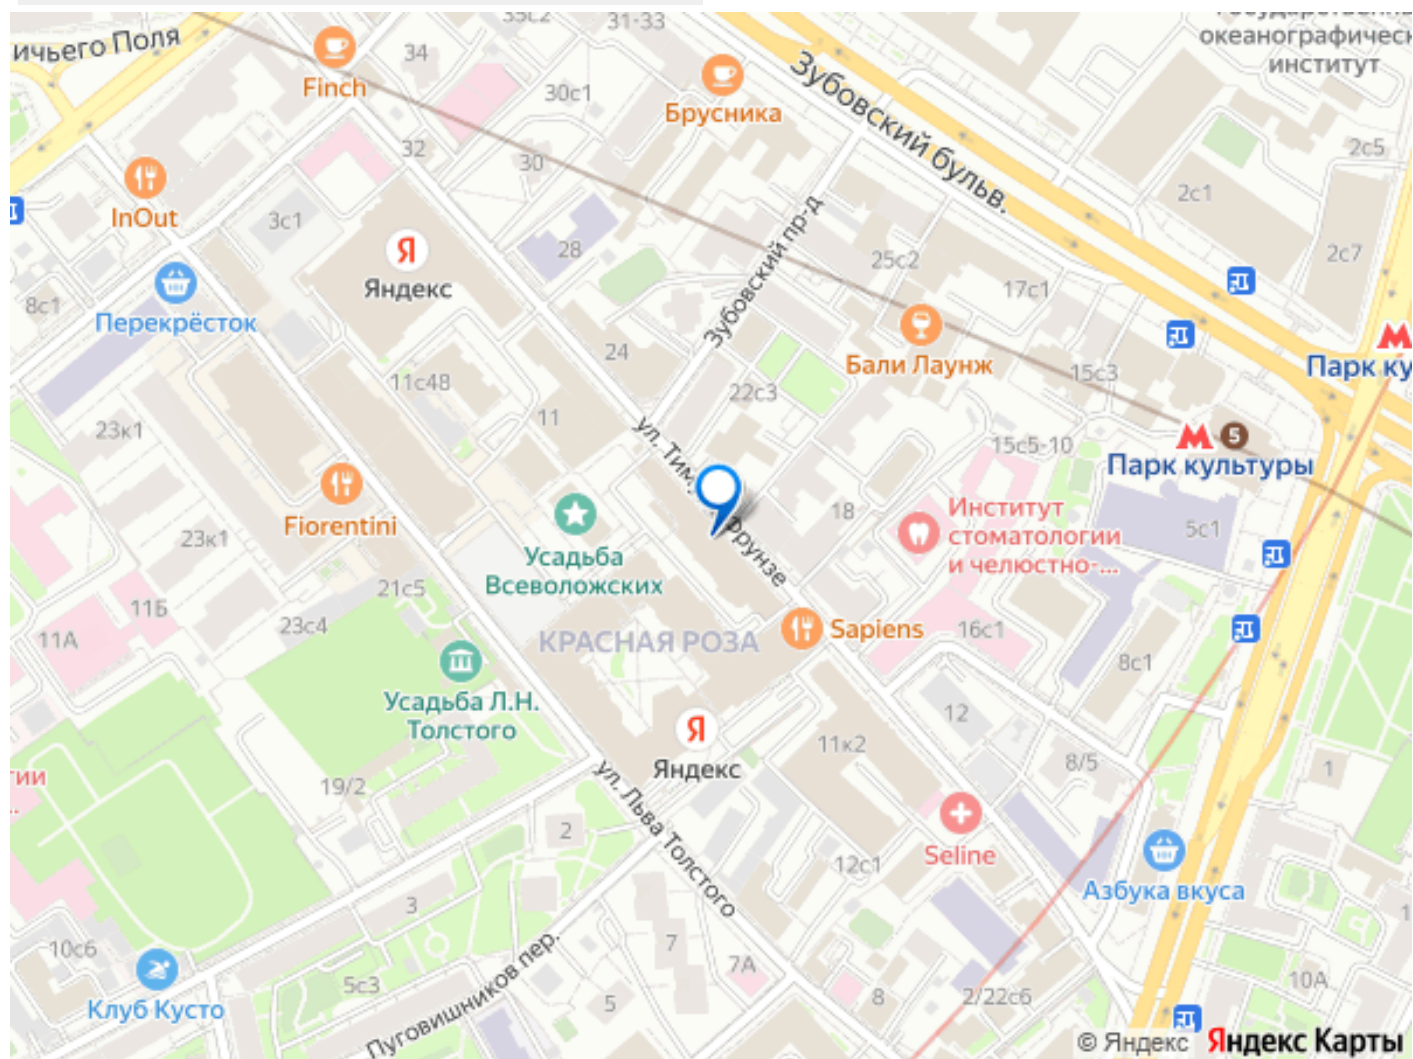 35с2
31-33
океанографическ
институт
ичьего Поля
34
Finch
30с1
Брусника
Зубовский бульв.
2с5
32
30
InOut
3с1
28
Зубовский пр-д
2с1
2с7
25с2
17с1
Яндекс
8с1
Перекрёсток
24
Бали Лаунж
15с3
Парк ку
11с48
11
22с3
23к1
ул. Тиму
Фрунзе
15с5-10
5
Парк культуры
Fiorentini
Усадьба
Всеволожских
18
Институт
стоматологии
и челюстно-...
5с1
23к1
21с5
11Б
11А
23с4
КРАСНАЯ РОЗА
Sapiens
16с1
8с1
Усадьба Л.Н.
Толстого
Яндекс
12
11к2
8/5
1
гии
19/2
ул. Льва Толстого
2
Seline
12с1
Азбука вкуса
3
10с6
7
7А
Клуб Кусто
5с3
Пуговишников пер.
5
8
2/22с6
10А
1
© Яндекс Яндекс Карты